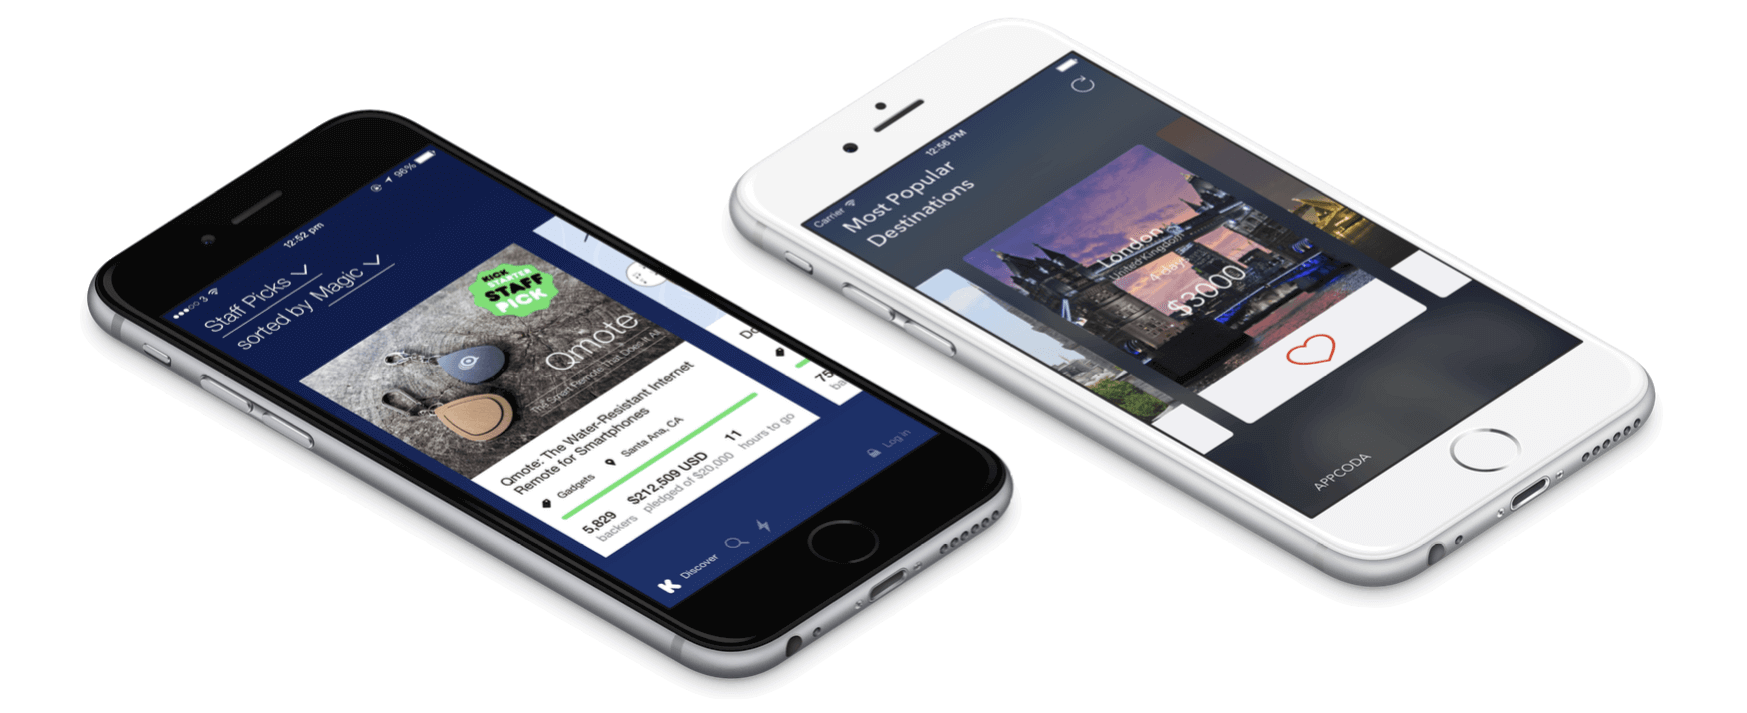 3
12:52 pm
96%
Staff Picks
sorted by Magic
KICK
STARTER
STAFF
PICK
Qmote
The Smart Remote That Does It All
Qmote: The Water-Resistant Internet
Remote for Smartphones
Gadgets
Santa Ana, CA
5,829
backers
$212,509 USD
pledged of $20,000
11
hours to go
75
Discover
Log in
Carrier
12:56 PM
Most Popular
Destinations
London
United Kingdom
4 days
$3000
APPCODA